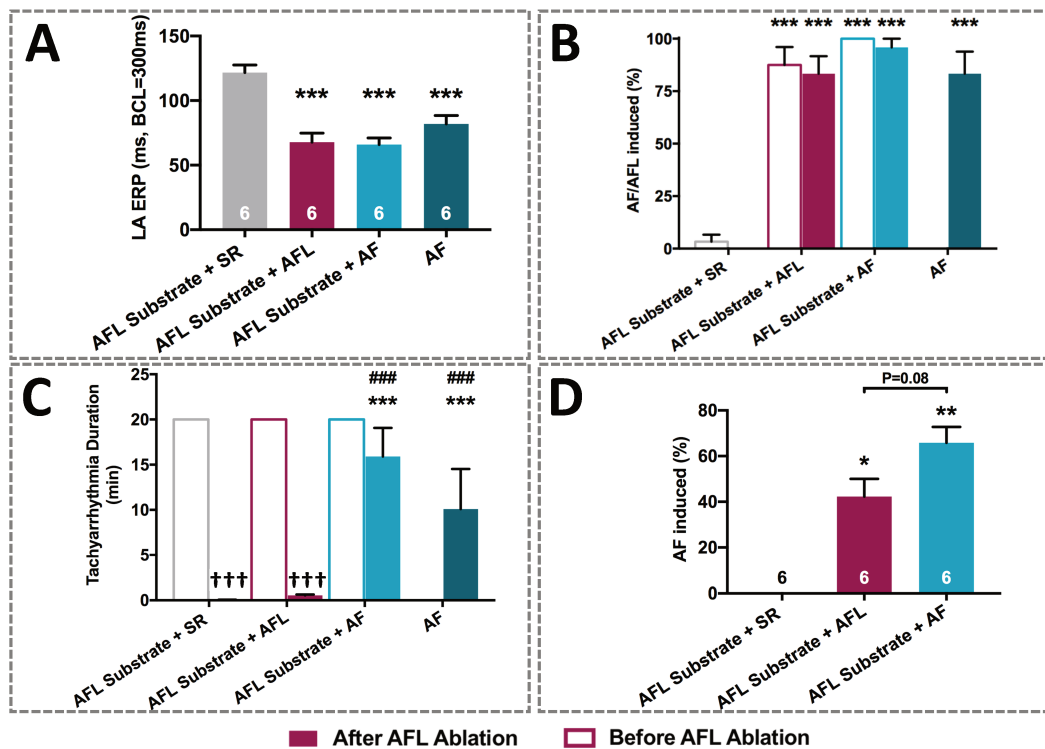 A
LA ERP (ms, BCL=300ms)
150
100
50
0
***
***
***
6
6
6
6
AFL Substrate + SR
AFL Substrate + AFL
AFL Substrate + AF
AF
B
AF/AFL induced (%)
100
75
50
25
0
*** *** *** *** ***
AFL Substrate + SR
AFL Substrate + AFL
AFL Substrate + AF
AF
C
Tachyarrhythmia Duration
(min)
25
20
15
10
5
0
### ###
*** ***
††† †††
AFL Substrate + SR
AFL Substrate + AFL
AFL Substrate + AF
AF
D
AF induced (%)
80
60
40
20
0
P=0.08
*
**
6
6
6
AFL Substrate + SR
AFL Substrate + AFL
AFL Substrate + AF
After AFL Ablation
Before AFL Ablation